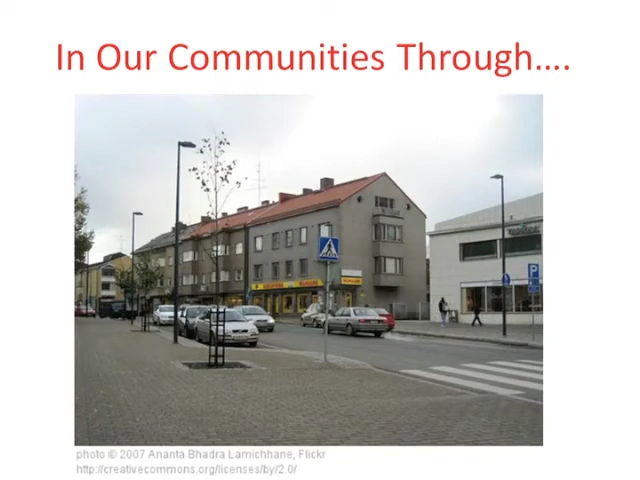 In Our Communities Through….
P
photo © 2007 Ananta Bhadra Lamichhane, Flickr
http://creativecommons.org/licenses/by/2.0/